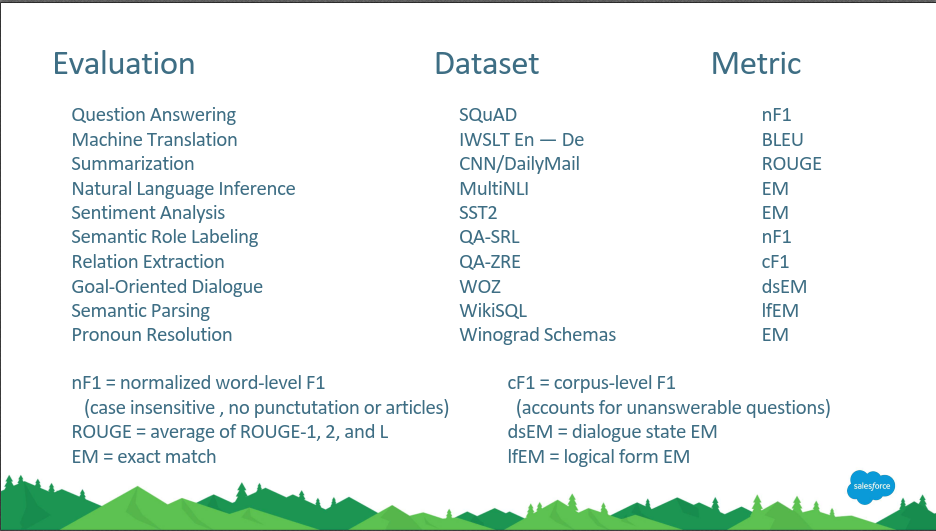 Evaluation Dataset Metric
Question Answering SQuAD nF1
Machine Translation IWSLT En — De BLEU
Summarization CNN/DailyMail ROUGE
Natural Language Inference MultiNLI EM
Sentiment Analysis SST2 EM
Semantic Role Labeling QA-SRL nF1
Relation Extraction QA-ZRE cF1
Goal-Oriented Dialogue WOZ dsEM
Semantic Parsing WikiSQL lfEM
Pronoun Resolution Winograd Schemas EM
nF1 = normalized word-level F1
(case insensitive , no punctutation or articles)
ROUGE = average of ROUGE-1, 2, and L
EM = exact match
cF1 = corpus-level F1
(accounts for unanswerable questions)
dsEM = dialogue state EM
lfEM = logical form EM
salesforce